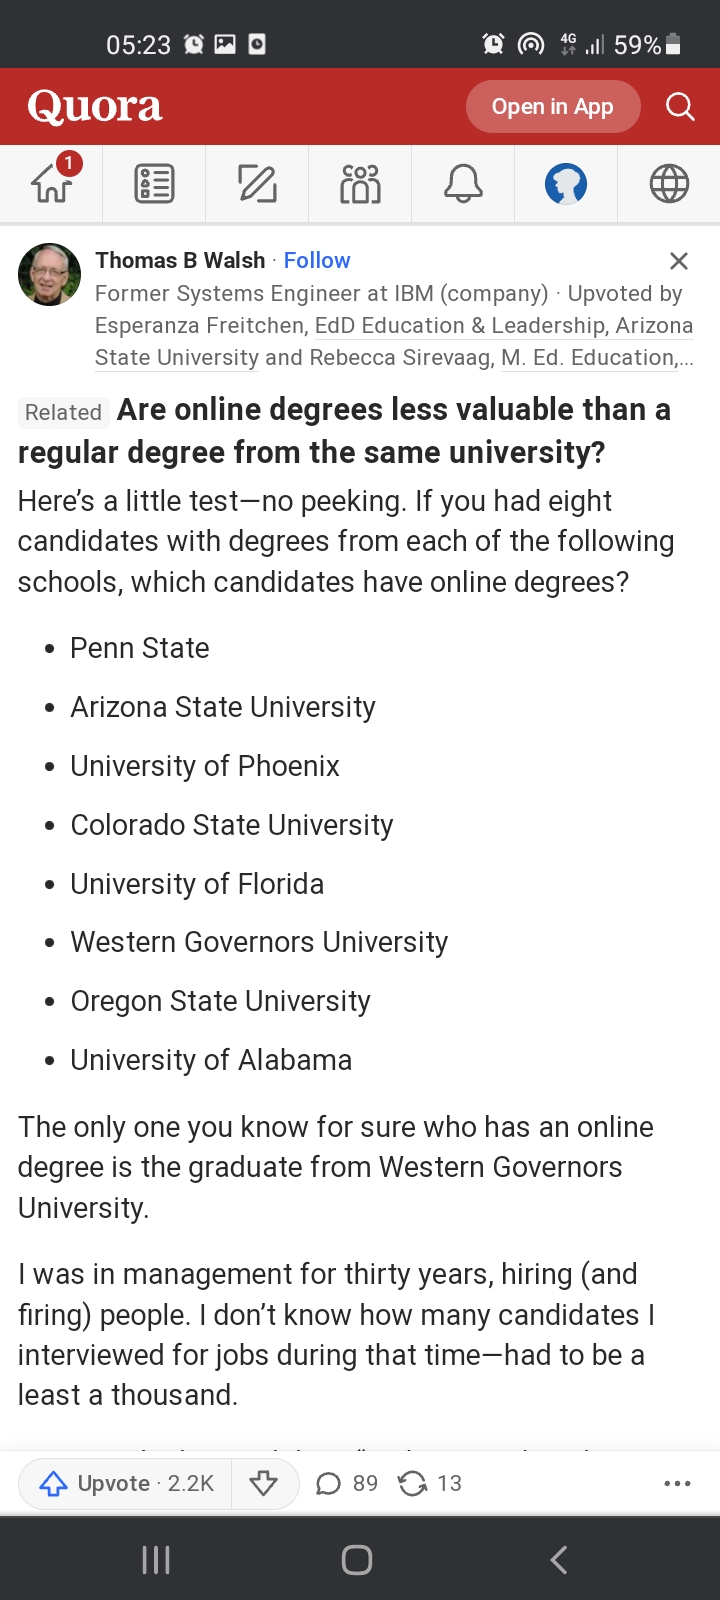 05:23
4G
59%
Quora
Open in App
1
Thomas B Walsh · Follow
Former Systems Engineer at IBM (company) · Upvoted by
Esperanza Freitchen, EdD Education & Leadership, Arizona
State University and Rebecca Sirevaag, M. Ed. Education,...
Related Are online degrees less valuable than a
regular degree from the same university?
Here’s a little test—no peeking. If you had eight
candidates with degrees from each of the following
schools, which candidates have online degrees?
• Penn State
• Arizona State University
• University of Phoenix
• Colorado State University
• University of Florida
• Western Governors University
• Oregon State University
• University of Alabama
The only one you know for sure who has an online
degree is the graduate from Western Governors
University.
I was in management for thirty years, hiring (and
firing) people. I don’t know how many candidates I
interviewed for jobs during that time—had to be a
least a thousand.
Upvote · 2.2K
89
13